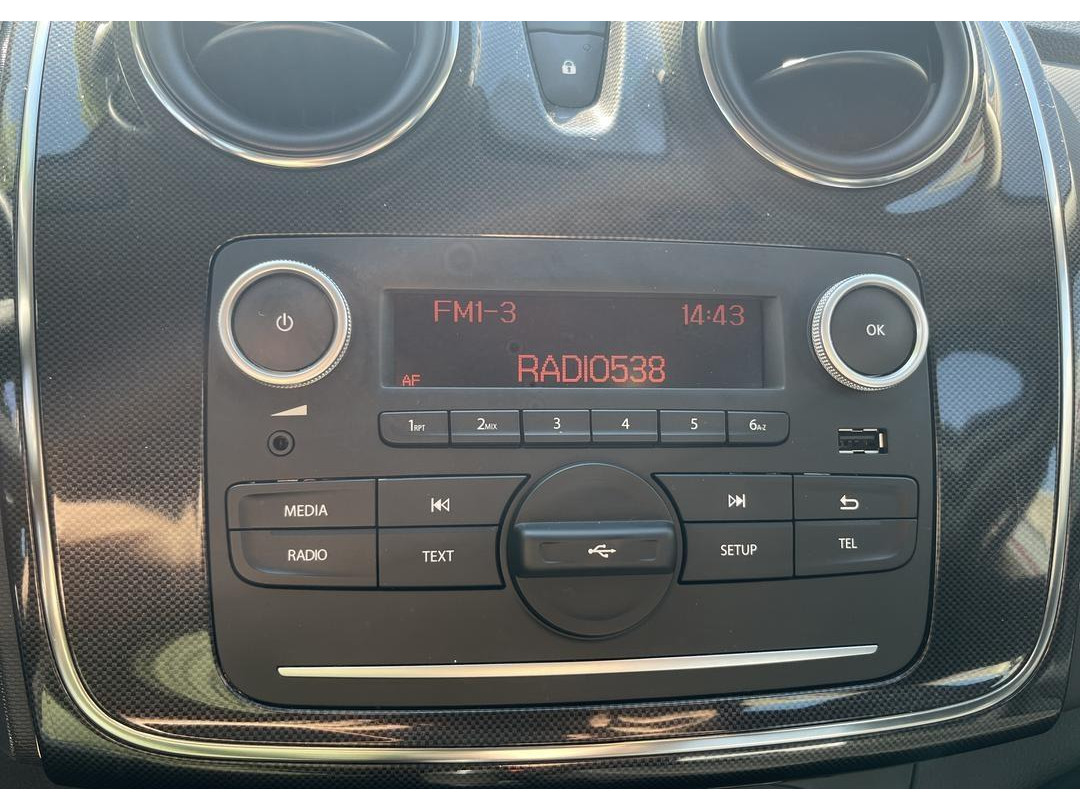 FM1-3 14:43
RADIO538
AF
1RPT 2MIX 3 4 5 6A-Z
OK
MEDIA
RADIO TEXT
SETUP TEL